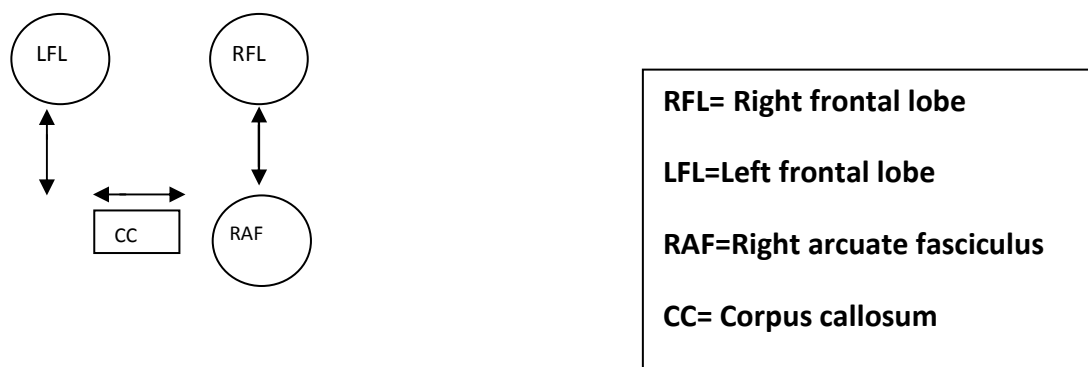 LFL
RFL
CC
RAF
RFL= Right frontal lobe
LFL=Left frontal lobe
RAF=Right arcuate fasciculus
CC= Corpus callosum